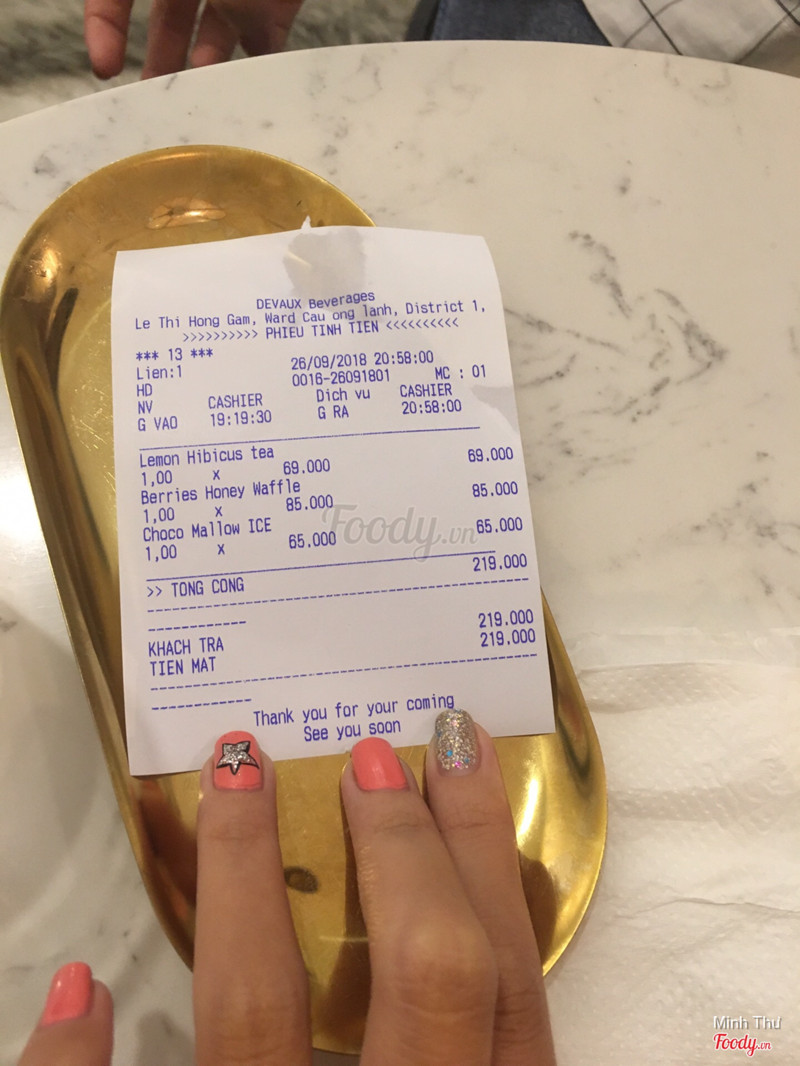 DEVAUX Beverages
Le Thi Hong Gam, Ward Cau ong lanh, District 1,
>>>>>>>>>> PHIEU TINH TIEN <<<<<<<<<<
*** 13 ***
Lien:1 26/09/2018 20:58:00
HD 0016-26091801 MC : 01
NV CASHIER Dich vu CASHIER
G VAO 19:19:30 G RA 20:58:00
Lemon Hibicus tea
1,00 x 69.000 69.000
Berries Honey Waffle
1,00 x 85.000 85.000
Choco Mallow ICE
1,00 x 65.000 65.000
>> TONG CONG 219.000
KHACH TRA 219.000
TIEN MAT 219.000
Thank you for your coming
See you soon
Foody.vn
Minh Thư
Foody.vn